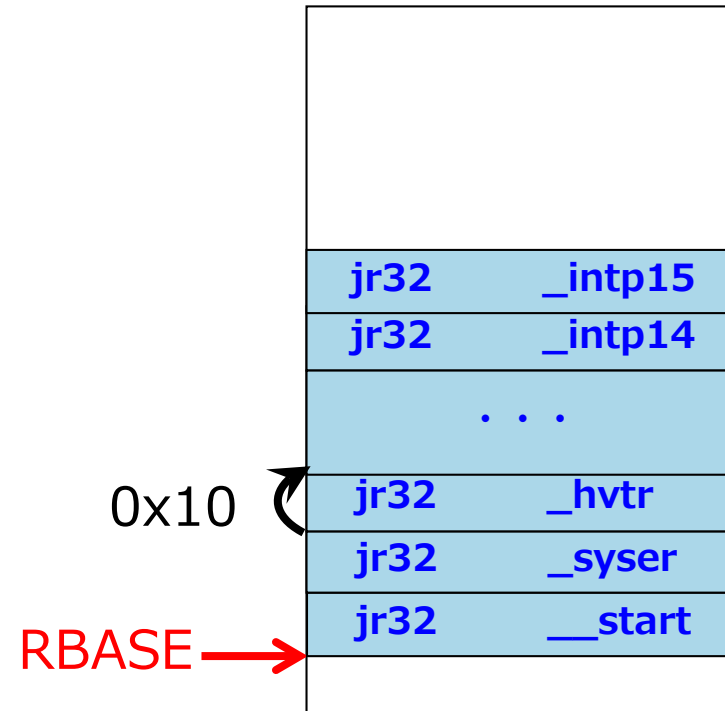 jr32 _intp15
jr32 _intp14
. . .
0x10
jr32 _hvtr
jr32 _syser
jr32 __start
RBASE